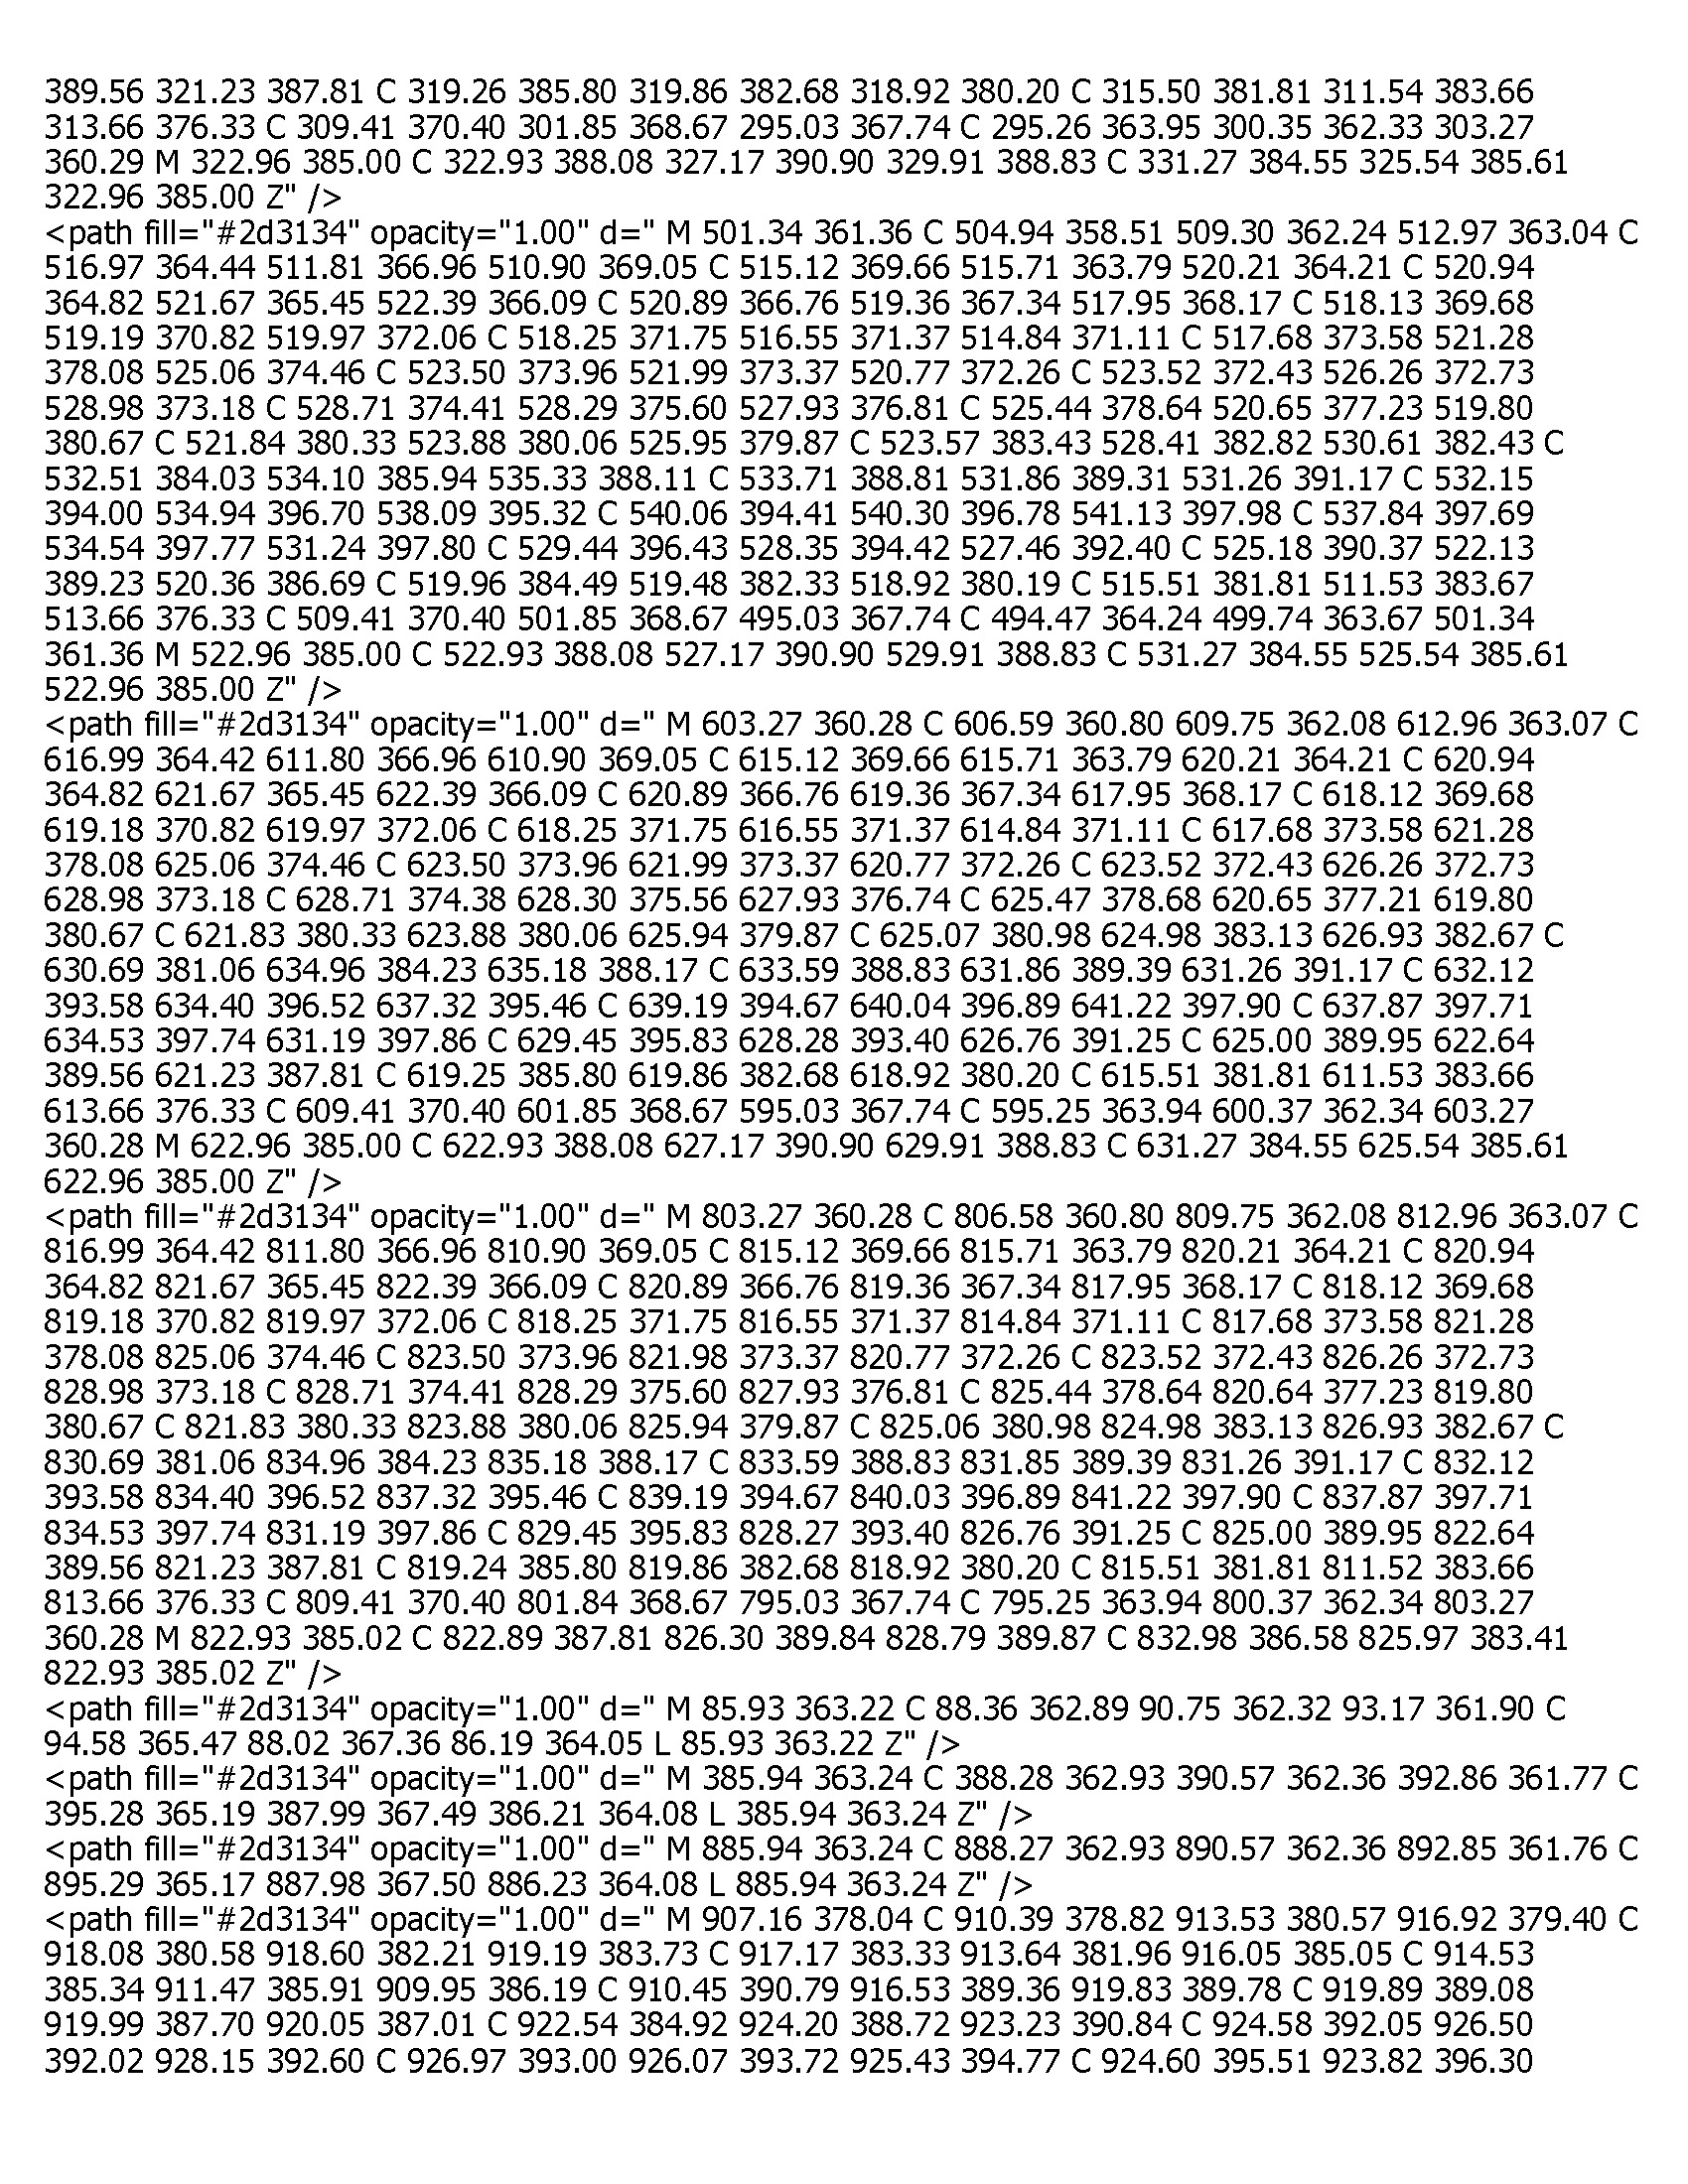 389.56 321.23 387.81 C 319.26 385.80 319.86 382.68 318.92 380.20 C 315.50 381.81 311.54 383.66
313.66 376.33 C 309.41 370.40 301.85 368.67 295.03 367.74 C 295.26 363.95 300.35 362.33 303.27
360.29 M 322.96 385.00 C 322.93 388.08 327.17 390.90 329.91 388.83 C 331.27 384.55 325.54 385.61
322.96 385.00 Z" />
<path fill="#2d3134" opacity="1.00" d=" M 501.34 361.36 C 504.94 358.51 509.30 362.24 512.97 363.04 C
516.97 364.44 511.81 366.96 510.90 369.05 C 515.12 369.66 515.71 363.79 520.21 364.21 C 520.94
364.82 521.67 365.45 522.39 366.09 C 520.89 366.76 519.36 367.34 517.95 368.17 C 518.13 369.68
519.19 370.82 519.97 372.06 C 518.25 371.75 516.55 371.37 514.84 371.11 C 517.68 373.58 521.28
378.08 525.06 374.46 C 523.50 373.96 521.99 373.37 520.77 372.26 C 523.52 372.43 526.26 372.73
528.98 373.18 C 528.71 374.41 528.29 375.60 527.93 376.81 C 525.44 378.64 520.65 377.23 519.80
380.67 C 521.84 380.33 523.88 380.06 525.95 379.87 C 523.57 383.43 528.41 382.82 530.61 382.43 C
532.51 384.03 534.10 385.94 535.33 388.11 C 533.71 388.81 531.86 389.31 531.26 391.17 C 532.15
394.00 534.94 396.70 538.09 395.32 C 540.06 394.41 540.30 396.78 541.13 397.98 C 537.84 397.69
534.54 397.77 531.24 397.80 C 529.44 396.43 528.35 394.42 527.46 392.40 C 525.18 390.37 522.13
389.23 520.36 386.69 C 519.96 384.49 519.48 382.33 518.92 380.19 C 515.51 381.81 511.53 383.67
513.66 376.33 C 509.41 370.40 501.85 368.67 495.03 367.74 C 494.47 364.24 499.74 363.67 501.34
361.36 M 522.96 385.00 C 522.93 388.08 527.17 390.90 529.91 388.83 C 531.27 384.55 525.54 385.61
522.96 385.00 Z" />
<path fill="#2d3134" opacity="1.00" d=" M 603.27 360.28 C 606.59 360.80 609.75 362.08 612.96 363.07 C
616.99 364.42 611.80 366.96 610.90 369.05 C 615.12 369.66 615.71 363.79 620.21 364.21 C 620.94
364.82 621.67 365.45 622.39 366.09 C 620.89 366.76 619.36 367.34 617.95 368.17 C 618.12 369.68
619.18 370.82 619.97 372.06 C 618.25 371.75 616.55 371.37 614.84 371.11 C 617.68 373.58 621.28
378.08 625.06 374.46 C 623.50 373.96 621.99 373.37 620.77 372.26 C 623.52 372.43 626.26 372.73
628.98 373.18 C 628.71 374.38 628.30 375.56 627.93 376.74 C 625.47 378.68 620.65 377.21 619.80
380.67 C 621.83 380.33 623.88 380.06 625.94 379.87 C 625.07 380.98 624.98 383.13 626.93 382.67 C
630.69 381.06 634.96 384.23 635.18 388.17 C 633.59 388.83 631.86 389.39 631.26 391.17 C 632.12
393.58 634.40 396.52 637.32 395.46 C 639.19 394.67 640.04 396.89 641.22 397.90 C 637.87 397.71
634.53 397.74 631.19 397.86 C 629.45 395.83 628.28 393.40 626.76 391.25 C 625.00 389.95 622.64
389.56 621.23 387.81 C 619.25 385.80 619.86 382.68 618.92 380.20 C 615.51 381.81 611.53 383.66
613.66 376.33 C 609.41 370.40 601.85 368.67 595.03 367.74 C 595.25 363.94 600.37 362.34 603.27
360.28 M 622.96 385.00 C 622.93 388.08 627.17 390.90 629.91 388.83 C 631.27 384.55 625.54 385.61
622.96 385.00 Z" />
<path fill="#2d3134" opacity="1.00" d=" M 803.27 360.28 C 806.58 360.80 809.75 362.08 812.96 363.07 C
816.99 364.42 811.80 366.96 810.90 369.05 C 815.12 369.66 815.71 363.79 820.21 364.21 C 820.94
364.82 821.67 365.45 822.39 366.09 C 820.89 366.76 819.36 367.34 817.95 368.17 C 818.12 369.68
819.18 370.82 819.97 372.06 C 818.25 371.75 816.55 371.37 814.84 371.11 C 817.68 373.58 821.28
378.08 825.06 374.46 C 823.50 373.96 821.98 373.37 820.77 372.26 C 823.52 372.43 826.26 372.73
828.98 373.18 C 828.71 374.41 828.29 375.60 827.93 376.81 C 825.44 378.64 820.64 377.23 819.80
380.67 C 821.83 380.33 823.88 380.06 825.94 379.87 C 825.06 380.98 824.98 383.13 826.93 382.67 C
830.69 381.06 834.96 384.23 835.18 388.17 C 833.59 388.83 831.85 389.39 831.26 391.17 C 832.12
393.58 834.40 396.52 837.32 395.46 C 839.19 394.67 840.03 396.89 841.22 397.90 C 837.87 397.71
834.53 397.74 831.19 397.86 C 829.45 395.83 828.27 393.40 826.76 391.25 C 825.00 389.95 822.64
389.56 821.23 387.81 C 819.24 385.80 819.86 382.68 818.92 380.20 C 815.51 381.81 811.52 383.66
813.66 376.33 C 809.41 370.40 801.84 368.67 795.03 367.74 C 795.25 363.94 800.37 362.34 803.27
360.28 M 822.93 385.02 C 822.89 387.81 826.30 389.84 828.79 389.87 C 832.98 386.58 825.97 383.41
822.93 385.02 Z" />
<path fill="#2d3134" opacity="1.00" d=" M 85.93 363.22 C 88.36 362.89 90.75 362.32 93.17 361.90 C
94.58 365.47 88.02 367.36 86.19 364.05 L 85.93 363.22 Z" />
<path fill="#2d3134" opacity="1.00" d=" M 385.94 363.24 C 388.28 362.93 390.57 362.36 392.86 361.77 C
395.28 365.19 387.99 367.49 386.21 364.08 L 385.94 363.24 Z" />
<path fill="#2d3134" opacity="1.00" d=" M 885.94 363.24 C 888.27 362.93 890.57 362.36 892.85 361.76 C
895.29 365.17 887.98 367.50 886.23 364.08 L 885.94 363.24 Z" />
<path fill="#2d3134" opacity="1.00" d=" M 907.16 378.04 C 910.39 378.82 913.53 380.57 916.92 379.40 C
918.08 380.58 918.60 382.21 919.19 383.73 C 917.17 383.33 913.64 381.96 916.05 385.05 C 914.53
385.34 911.47 385.91 909.95 386.19 C 910.45 390.79 916.53 389.36 919.83 389.78 C 919.89 389.08
919.99 387.70 920.05 387.01 C 922.54 384.92 924.20 388.72 923.23 390.84 C 924.58 392.05 926.50
392.02 928.15 392.60 C 926.97 393.00 926.07 393.72 925.43 394.77 C 924.60 395.51 923.82 396.30